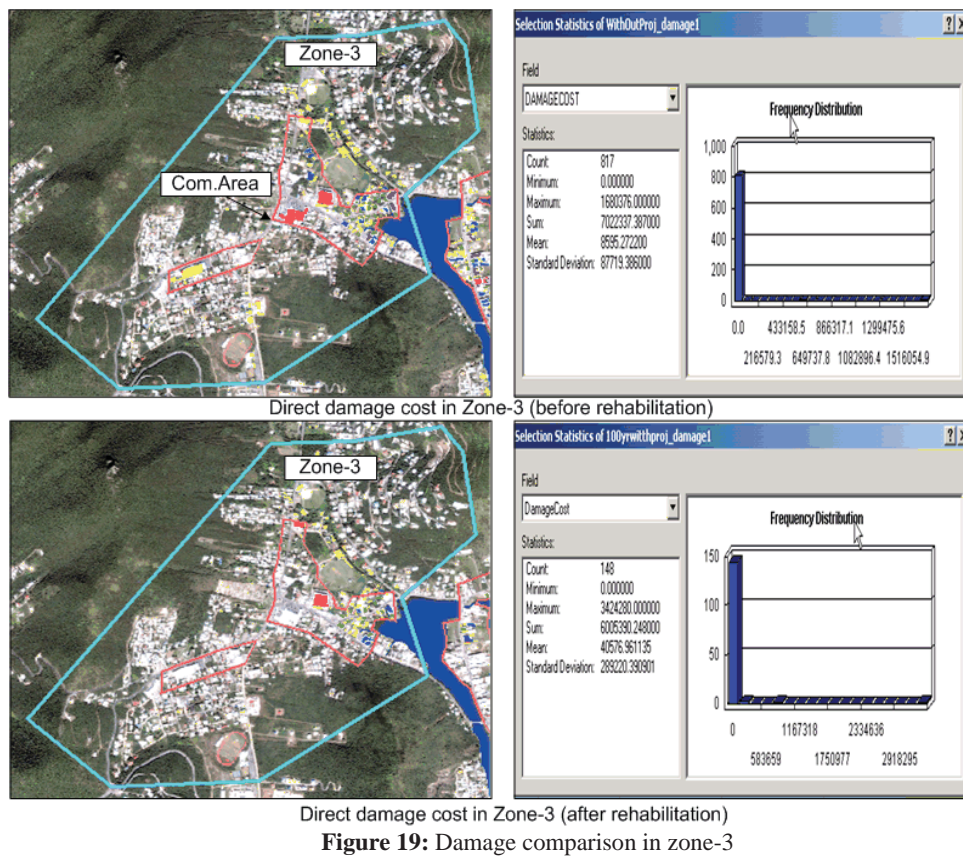 Zone-3
Com.Area
Selection Statistics of WithOutProj_damage1
Field
DAMAGECOST
Statistics:
Count: 817
Minimum: 0.000000
Maximum: 1680376.000000
Sum: 7022337.387000
Mean: 8595.272200
Standard Deviation: 87719.386000
Frequency Distribution
1,000
800
600
400
200
0
0.0 433158.5 866317.1 1299475.6
216579.3 649737.8 1082896.4 1516054.9
Direct damage cost in Zone-3 (before rehabilitation)
Zone-3
Selection Statistics of 100yrwitthproj_damage1
Field
DamageCost
Statistics:
Count: 148
Minimum: 0.000000
Maximum: 3424280.000000
Sum: 6005390.248000
Mean: 40576.961135
Standard Deviation: 289220.390901
Frequency Distribution
150
100
50
0
0 1167318 2334636
583659 1750977 2918295
Direct damage cost in Zone-3 (after rehabilitation)
Figure 19: Damage comparison in zone-3